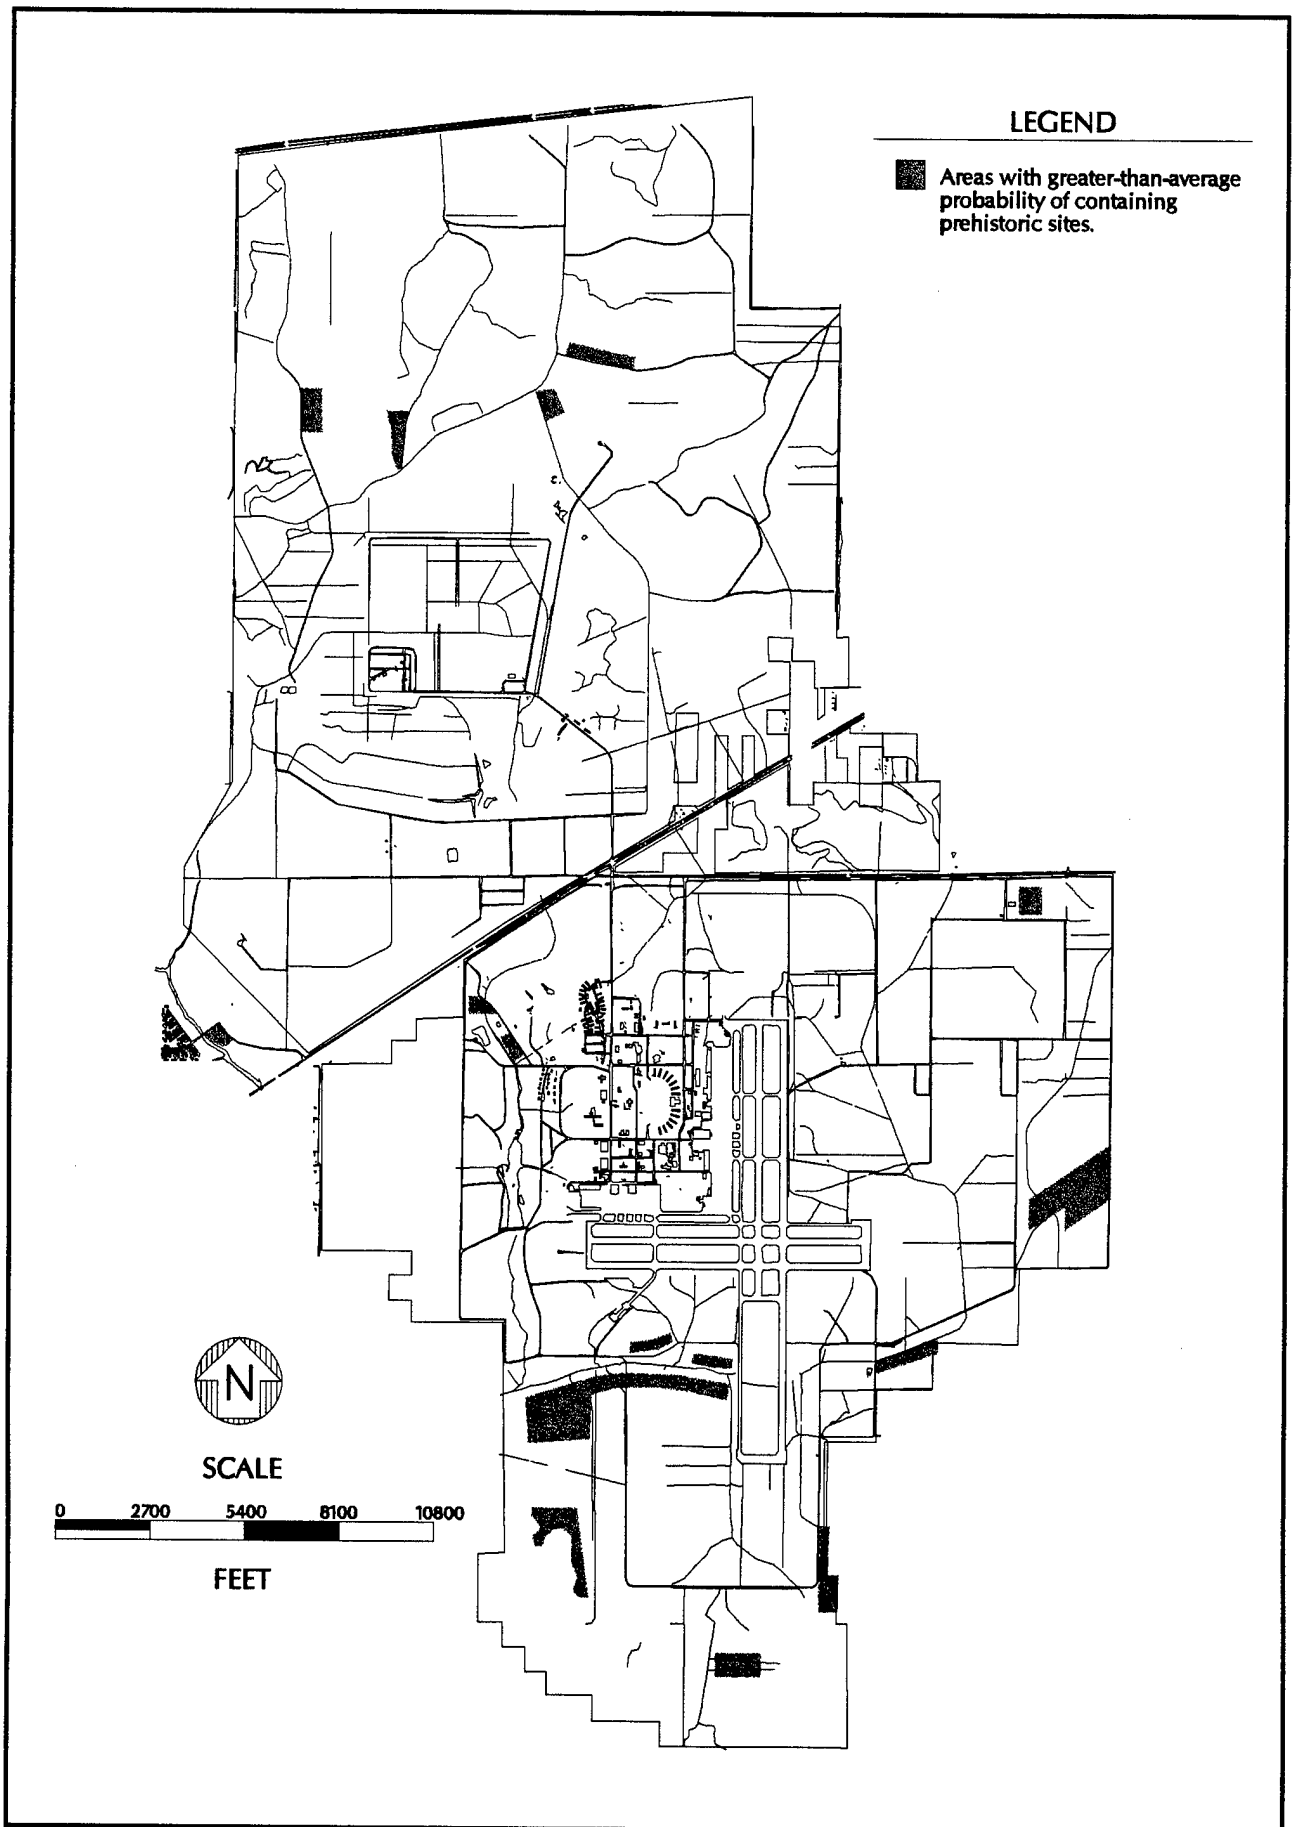 LEGEND
Areas with greater-than-average
probability of containing
prehistoric sites.
N
SCALE
0 2700 5400 8100 10800
FEET